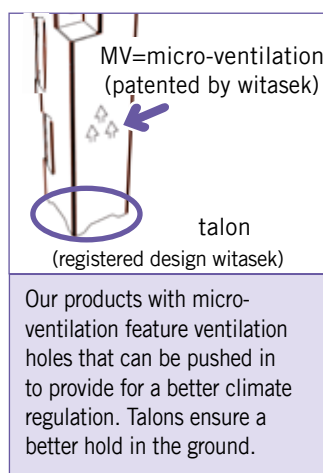 MV=micro-ventilation
(patented by witasek)
talon
(registered design witasek)
Our products with micro-
ventilation feature ventilation
holes that can be pushed in
to provide for a better climate
regulation. Talons ensure a
better hold in the ground.